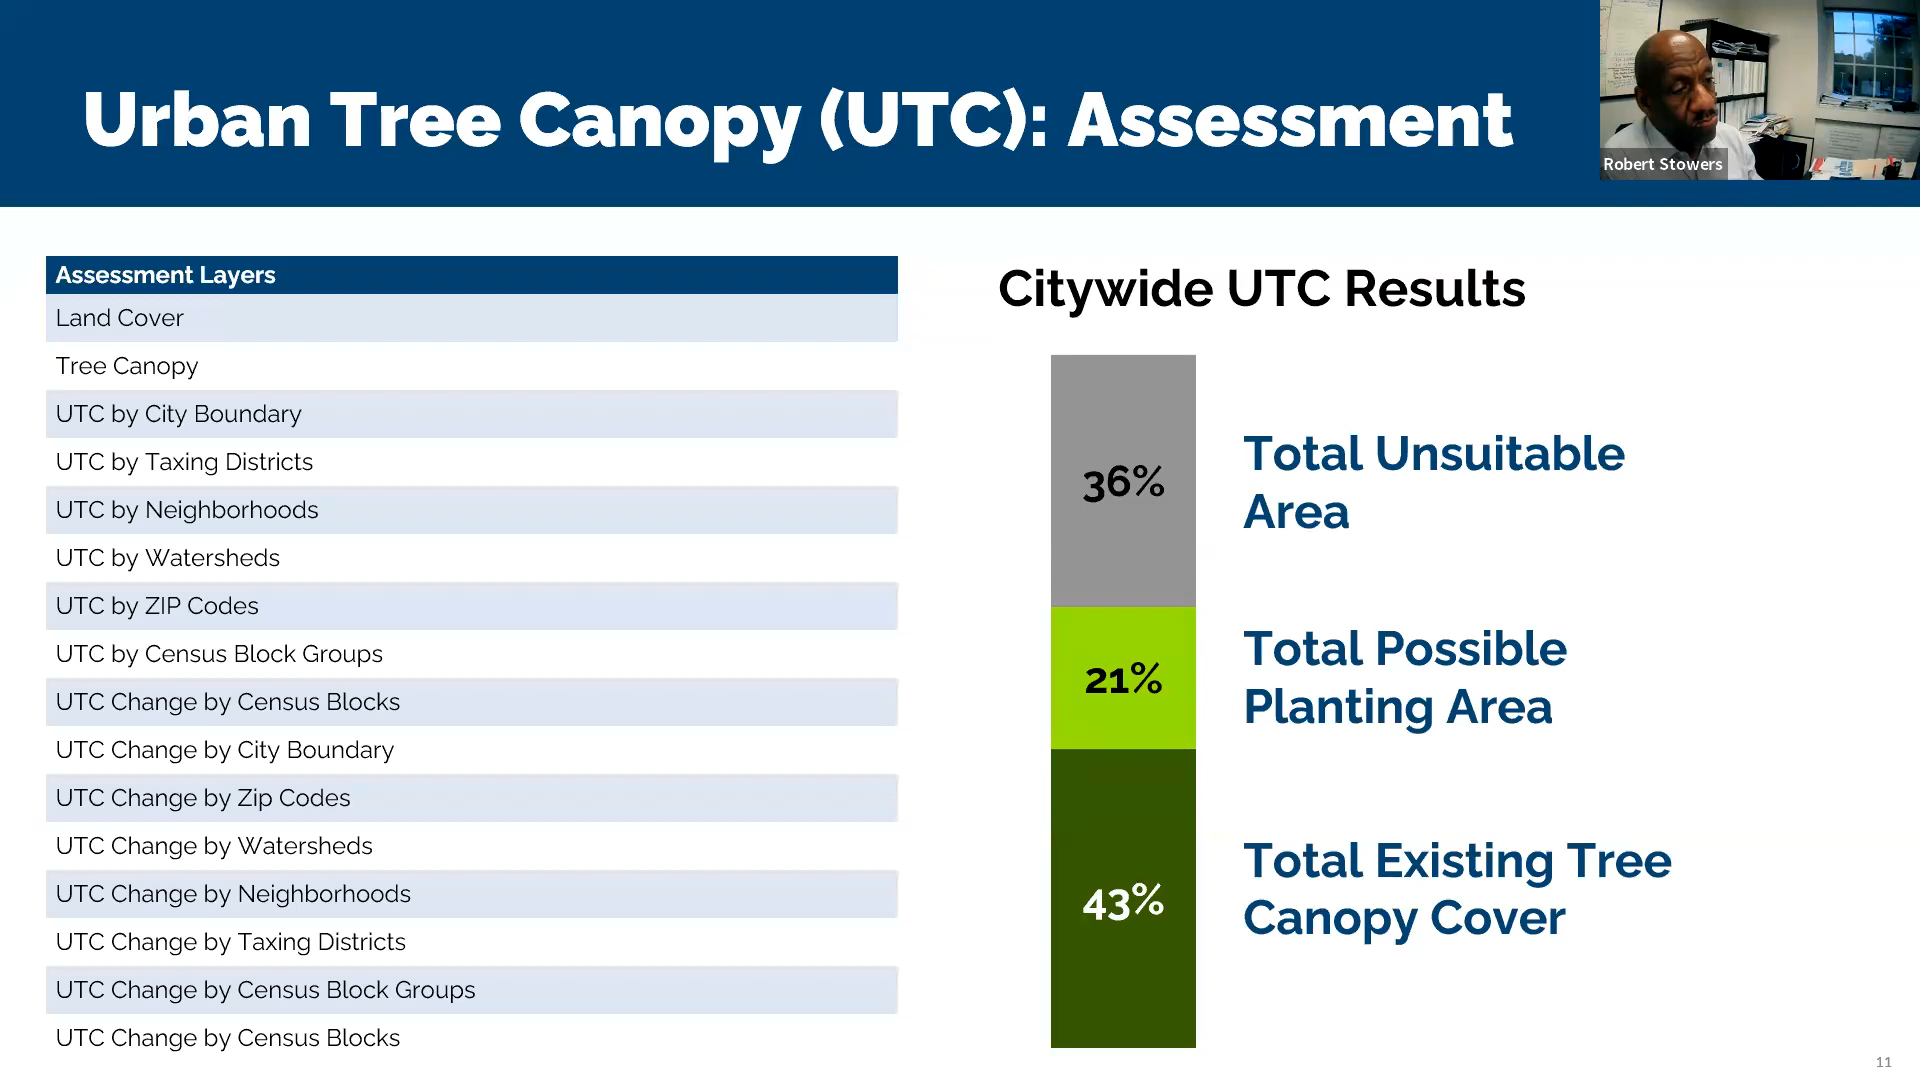 Urban Tree Canopy (UTC): Assessment
Robert Stowers
Assessment Layers
Land Cover
Tree Canopy
UTC by City Boundary
UTC by Taxing Districts
UTC by Neighborhoods
UTC by Watersheds
UTC by ZIP Codes
UTC by Census Block Groups
UTC Change by Census Blocks
UTC Change by City Boundary
UTC Change by Zip Codes
UTC Change by Watersheds
UTC Change by Neighborhoods
UTC Change by Taxing Districts
UTC Change by Census Block Groups
UTC Change by Census Blocks
Citywide UTC Results
36%
Total Unsuitable
Area
21%
Total Possible
Planting Area
43%
Total Existing Tree
Canopy Cover
11